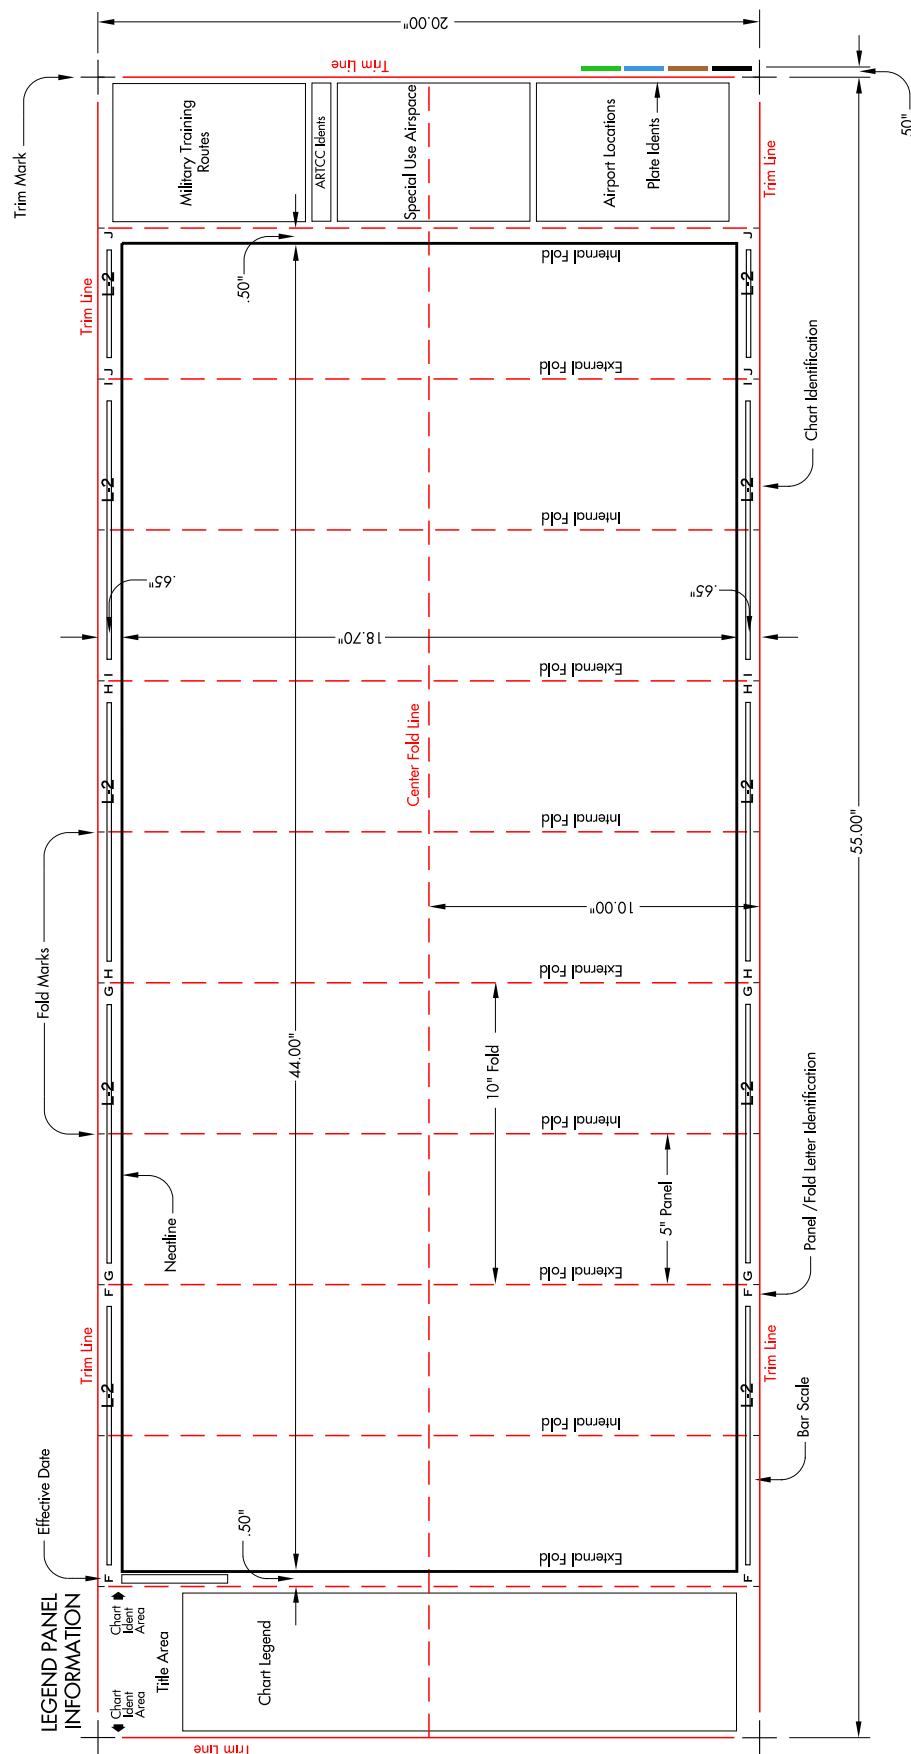 20.00"
Trim Line
Trim Mark
Military Training
Routes
ARTCC Idents
Special Use Airspace
Airport Locations
Plate Idents
.50"
Trim Line
Trim Line
J
J
.50"
Internal Fold
L-2
L-2
J
J
External Fold
I
I
Chart Identification
L-2
L-2
Internal Fold
.65"
.65"
18.70"
I
I
External Fold
H
H
Center Fold Line
L-2
L-2
Internal Fold
55.00"
Fold Marks
10.00"
H
H
External Fold
G
G
44.00"
10" Fold
L-2
L-2
Internal Fold
Panel /Fold Letter Identification
Neatline
5" Panel
G
G
External Fold
F
F
Trim Line
Trim Line
L-2
L-2
Internal Fold
Bar Scale
Effective Date
.50"
External Fold
F
F
LEGEND PANEL
INFORMATION
Chart
Ident
Area
Chart
Ident
Area
Title Area
Chart Legend
Trim Line